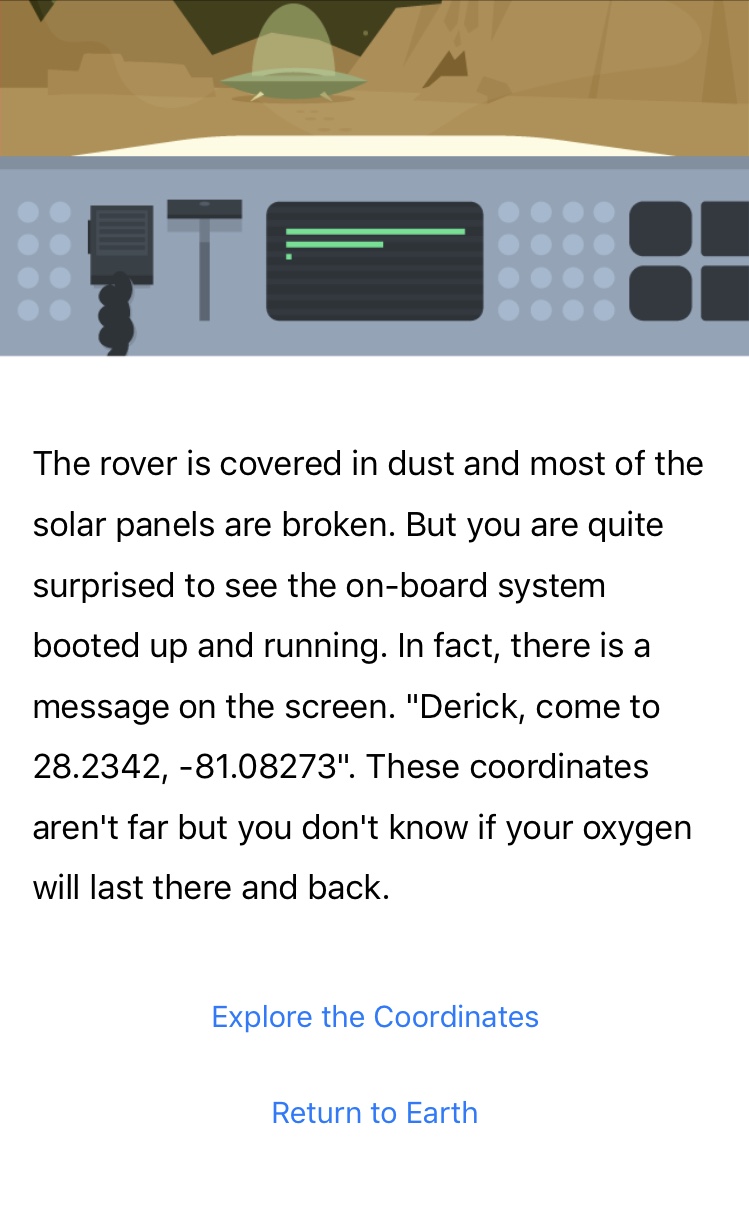 The rover is covered in dust and most of the
solar panels are broken. But you are quite
surprised to see the on-board system
booted up and running. In fact, there is a
message on the screen. "Derick, come to
28.2342, -81.08273". These coordinates
aren't far but you don't know if your oxygen
will last there and back.
Explore the Coordinates
Return to Earth